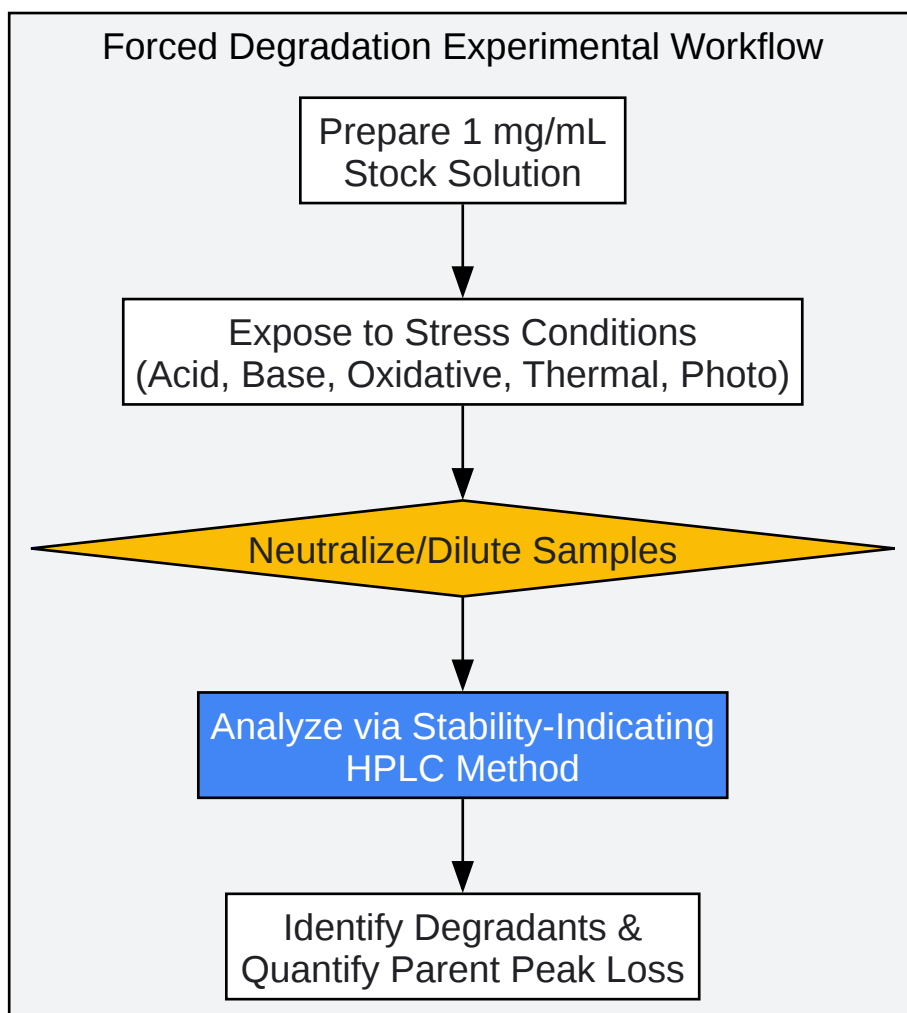 Forced Degradation Experimental Workflow
Prepare 1 mg/mL
Stock Solution
Expose to Stress Conditions
(Acid, Base, Oxidative, Thermal, Photo)
Neutralize/Dilute Samples
Analyze via Stability-Indicating
HPLC Method
Identify Degradants &
Quantify Parent Peak Loss